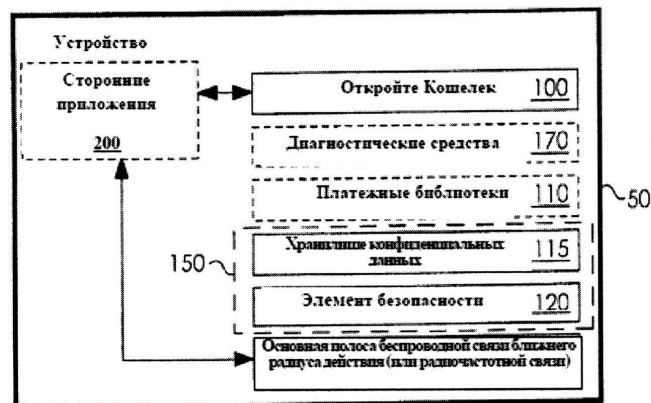 Устройство
Сторонние
приложения
200
Откройте Кошелек 100
Диагностические средства 170
Платежные библиотеки 110
Хранилище конфиденциальных
данных 115
Элемент безопасности 120
Основная полоса беспроводной связи ближнего
радиуса действия (или радиочастотной связи)
150
50